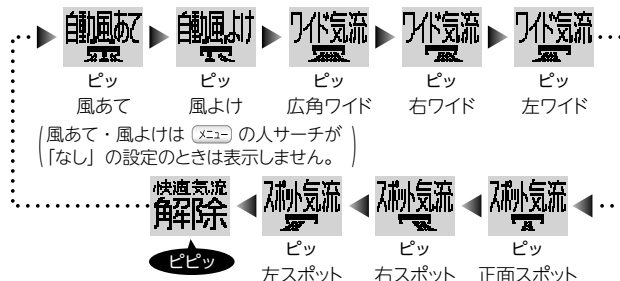 自動風あて 自動風よけ ワイド気流 ワイド気流 ワイド気流
ピッ ピッ ピッ ピッ ピッ
風あて 風よけ 広角ワイド 右ワイド 左ワイド
風あて・風よけは メニュー の人サーチが
「なし」の設定のときは表示しません。
快適気流 解除 スポット気流 スポット気流 スポット気流
ピピッ ピッ ピッ ピッ
左スポット 右スポット 正面スポット